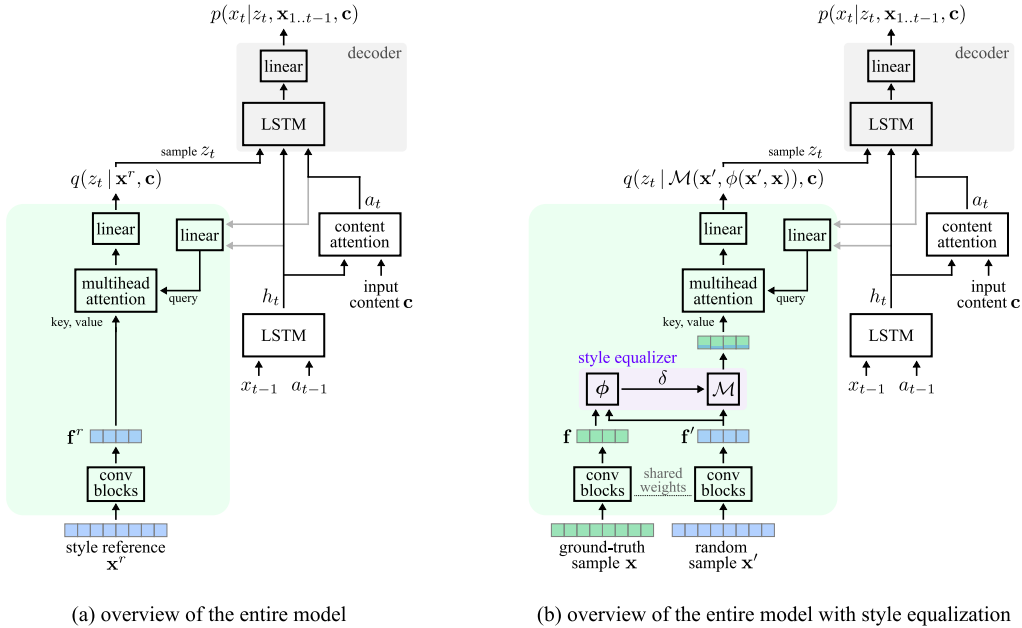 p(x_t|z_t, x_{1..t−1}, c)
decoder
linear
LSTM
sample z_t
q(z_t | x^r, c)
a_t
linear
linear
content
attention
multihead
attention
query
h_t
input
content c
key, value
LSTM
x_{t−1}
a_{t−1}
f^r
conv
blocks
style reference
x^r
(a) overview of the entire model
p(x_t|z_t, x_{1..t−1}, c)
decoder
linear
LSTM
sample z_t
q(z_t | M(x′, ϕ(x′, x)), c)
a_t
linear
linear
content
attention
multihead
attention
query
h_t
input
content c
key, value
LSTM
style equalizer
ϕ
δ
M
x_{t−1}
a_{t−1}
f
f′
conv
blocks
shared
weights
conv
blocks
ground-truth
sample x
random
sample x′
(b) overview of the entire model with style equalization